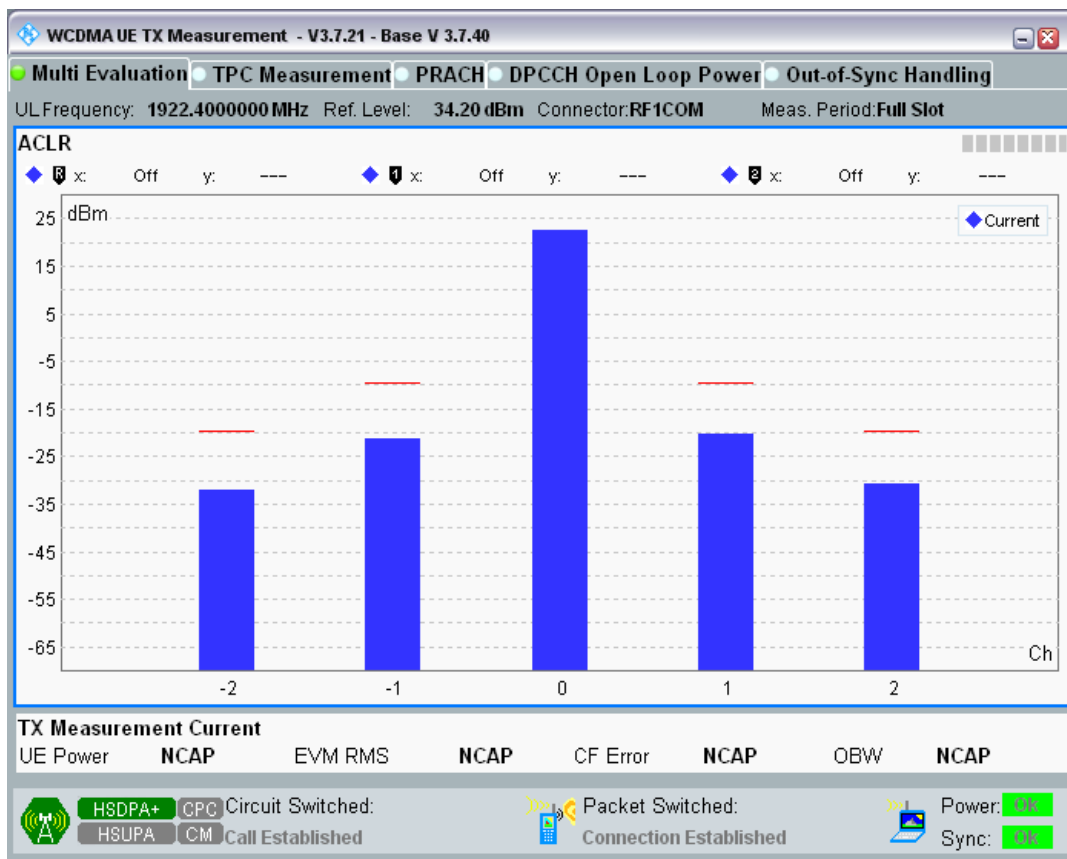 WCDMA UE TX Measurement - V3.7.21 - Base V 3.7.40
Multi Evaluation TPC Measurement PRACH DPCCH Open Loop Power Out-of-Sync Handling
UL Frequency: 1922.4000000 MHz Ref. Level: 34.20 dBm Connector:RF1COM Meas. Period:Full Slot
ACLR
R x: Off y: --- 1 x: Off y: --- 2 x: Off y: ---
dBm
Current
25
15
5
-5
-15
-25
-35
-45
-55
-65
Ch
-2 -1 0 1 2
TX Measurement Current
UE Power NCAP EVM RMS NCAP CF Error NCAP OBW NCAP
HSDPA+ CPC Circuit Switched: Packet Switched: Power: OK
HSUPA CM Call Established Connection Established Sync: OK